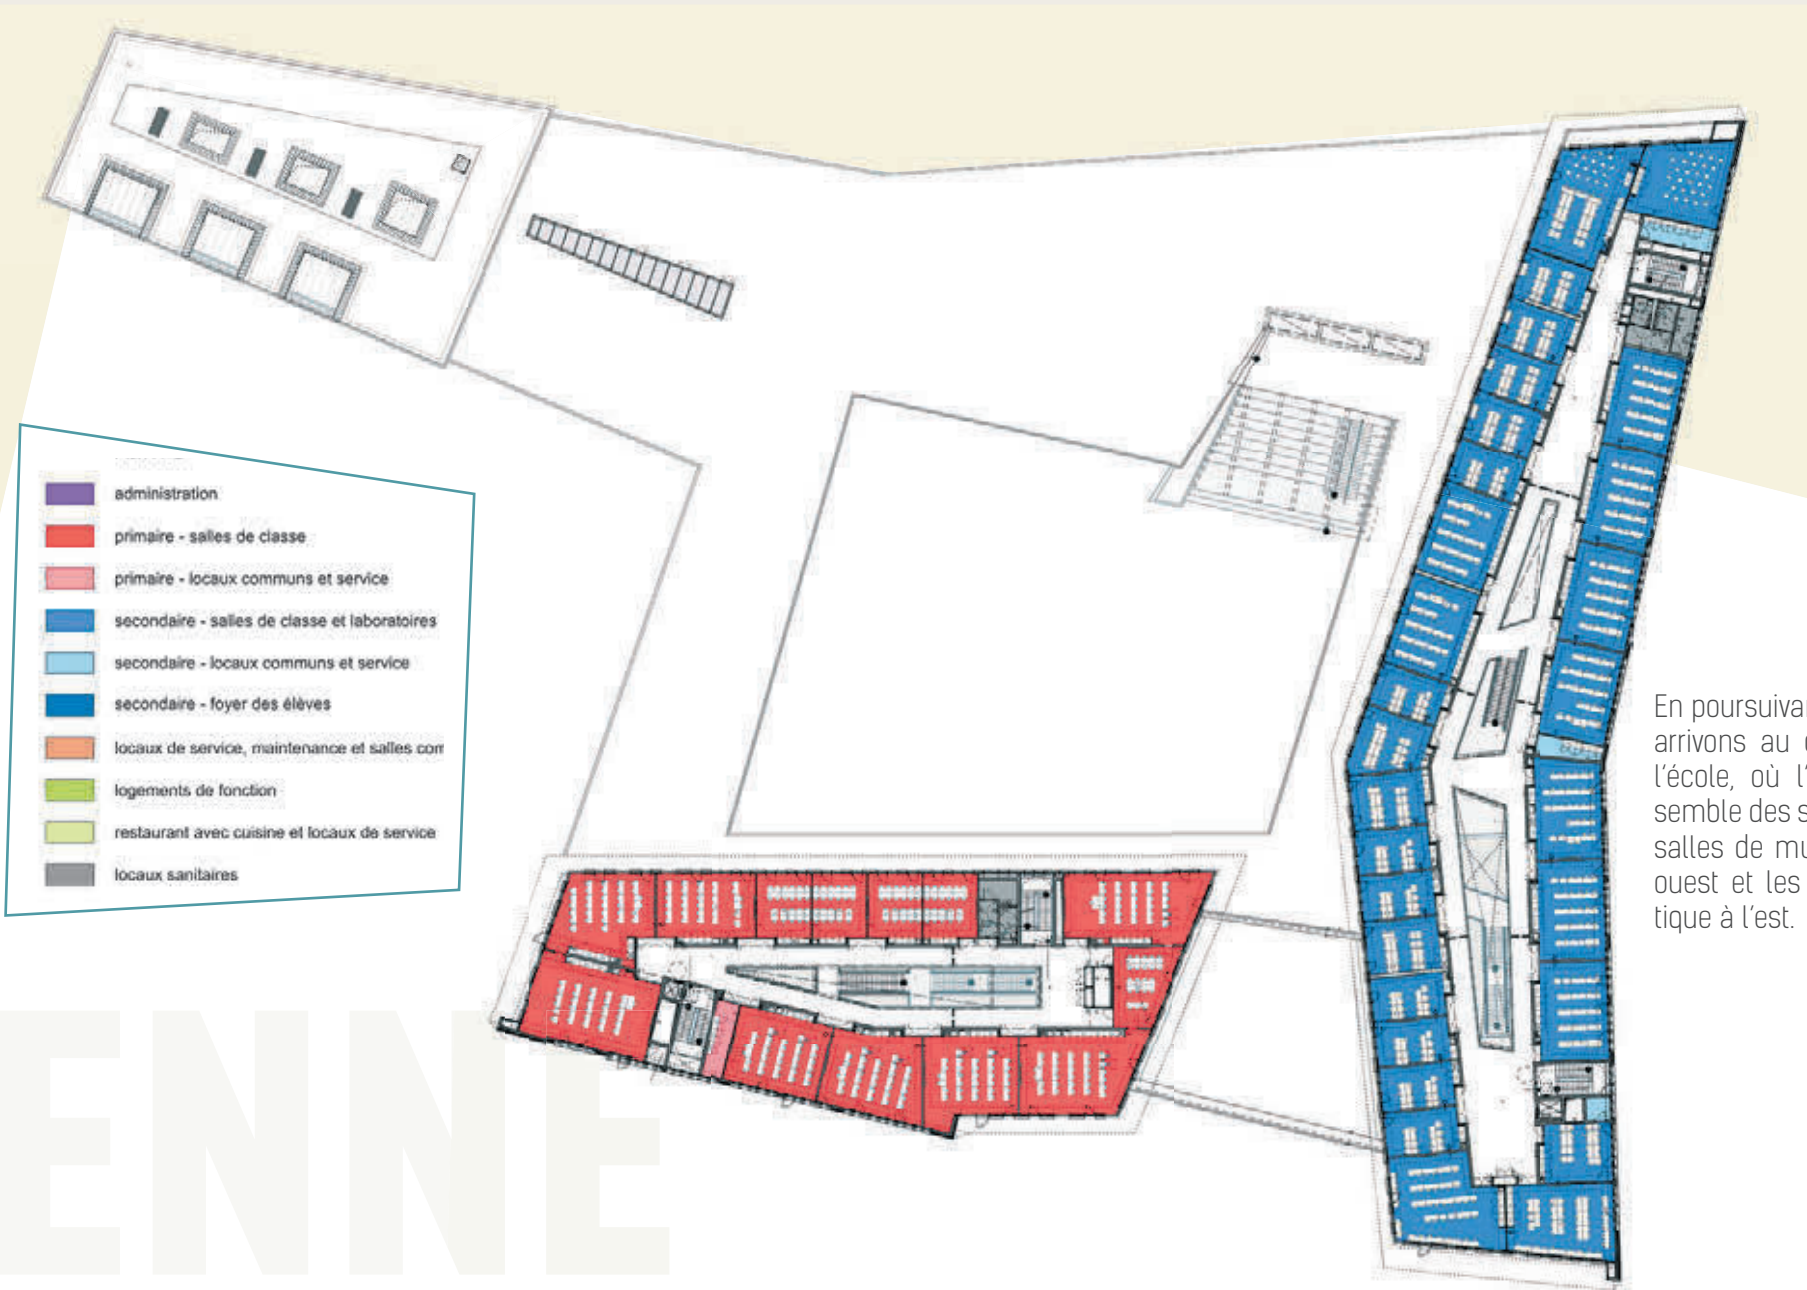 administration
primaire - salles de classe
primaire - locaux communs et service
secondaire - salles de classe et laboratoires
secondaire - locaux communs et service
secondaire - foyer des élèves
locaux de service, maintenance et salles com
logements de fonction
restaurant avec cuisine et locaux de service
locaux sanitaires
En poursuivan
arrivons au
l'école, où l'
semble des s
salles de mu
ouest et les
tique à l'est.
ENNE